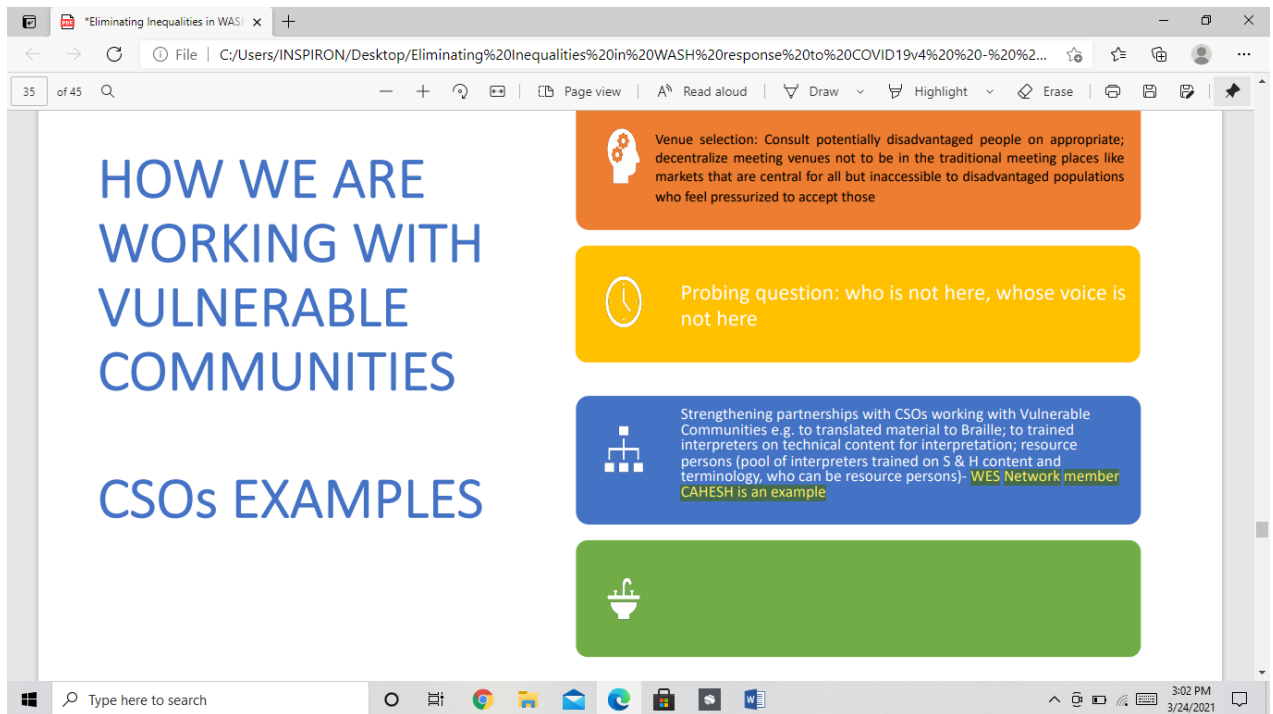 *Eliminating Inequalities in WASH
File
C:/Users/INSPIRON/Desktop/Eliminating%20Inequalities%20in%20WASH%20response%20to%20COVID19v4%20%20-%20%2...
35 of 45
Page view
Read aloud
Draw
Highlight
Erase
HOW WE ARE
WORKING WITH
VULNERABLE
COMMUNITIES
CSOs EXAMPLES
Venue selection: Consult potentially disadvantaged people on appropriate;
decentralize meeting venues not to be in the traditional meeting places like
markets that are central for all but inaccessible to disadvantaged populations
who feel pressurized to accept those
Probing question: who is not here, whose voice is
not here
Strengthening partnerships with CSOs working with Vulnerable
Communities e.g. to translated material to Braille; to trained
interpreters on technical content for interpretation; resource
persons (pool of interpreters trained on S & H content and
terminology, who can be resource persons)- WES Network member
CAHESH is an example
Type here to search
3:02 PM
3/24/2021